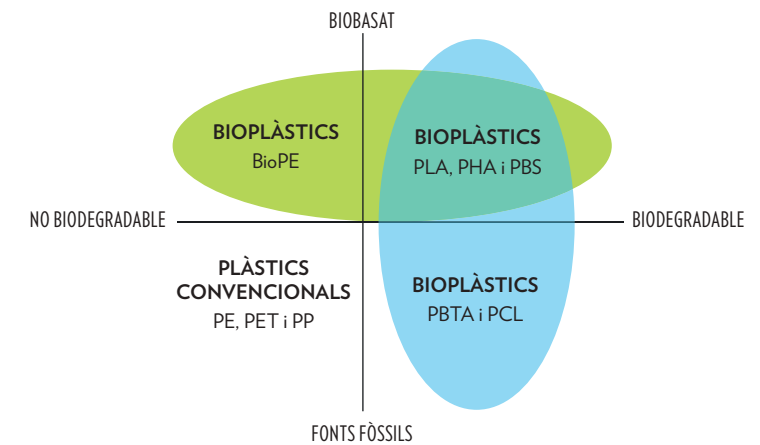 BIOBASAT
BIOPLÀSTICS
BioPE
BIOPLÀSTICS
PLA, PHA i PBS
NO BIODEGRADABLE
BIODEGRADABLE
PLÀSTICS
CONVENCIONALS
PE, PET i PP
BIOPLÀSTICS
PBTA i PCL
FONTS FÒSSILS